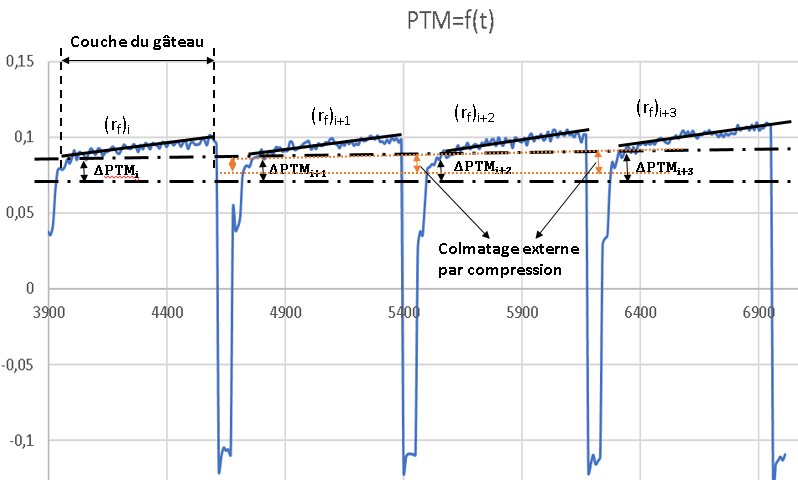 PTM=f(t)
Couche du gâteau
0,15
(rf)i
(rf)i+1
(rf)i+2
(rf)i+3
0,1
ΔPTMi
ΔPTMi+1
ΔPTMi+2
ΔPTMi+3
0,05
Colmatage externe
par compression
0
3900 4400 4900 5400 5900 6400 6900
-0,05
-0,1